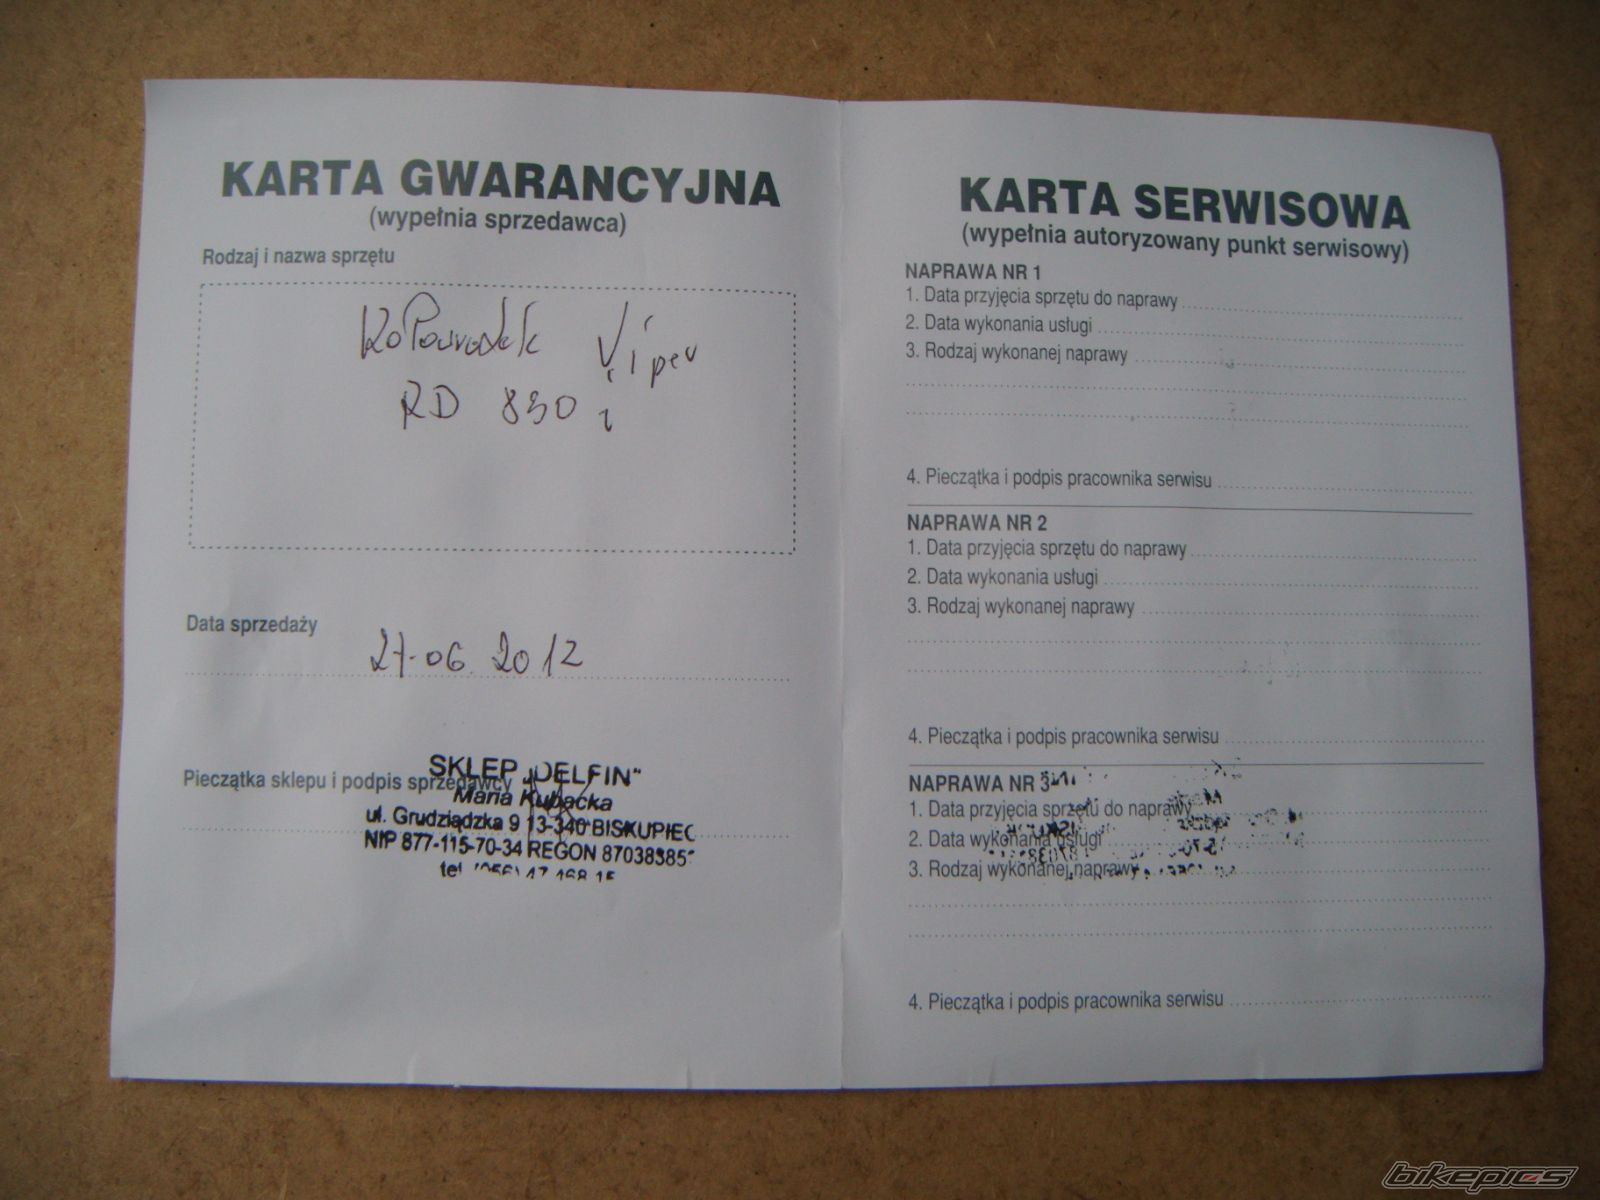 KARTA GWARANCYJNA
(wypełnia sprzedawca)
Rodzaj i nazwa sprzętu
Kołowrotek Viper
RD 830 i
Data sprzedaży
27-06.2012
SKLEP „DELFIN"
Pieczątka sklepu i podpis sprzedawcy
Maria Kubacka
ul. Grudziądzka 9 13-340 BISKUPIEC
NIP 877-115-70-34 REGON 87038385
tel
KARTA SERWISOWA
(wypełnia autoryzowany punkt serwisowy)
NAPRAWA NR 1
1. Data przyjęcia sprzętu do naprawy
2. Data wykonania usługi
3. Rodzaj wykonanej naprawy
4. Pieczątka i podpis pracownika serwisu
NAPRAWA NR 2
1. Data przyjęcia sprzętu do naprawy
2. Data wykonania usługi
3. Rodzaj wykonanej naprawy
4. Pieczątka i podpis pracownika serwisu
NAPRAWA NR 3
1. Data przyjęcia sprzętu do naprawy
2. Data wykonania usługi
3. Rodzaj wykonanej naprawy
4. Pieczątka i podpis pracownika serwisu
bikepics